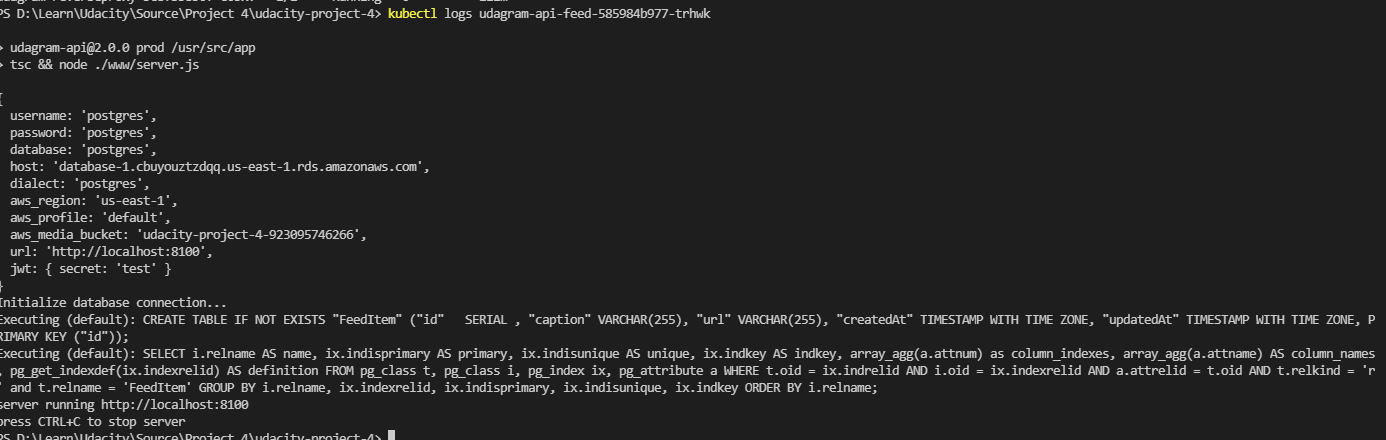 PS D:\Learn\Udacity\Source\Project 4\udacity-project-4> kubectl logs udagram-api-feed-585984b977-trhwk
> udagram-api@2.0.0 prod /usr/src/app
> tsc && node ./www/server.js
{
username: 'postgres',
password: 'postgres',
database: 'postgres',
host: 'database-1.cbuyouztzdqq.us-east-1.rds.amazonaws.com',
dialect: 'postgres',
aws_region: 'us-east-1',
aws_profile: 'default',
aws_media_bucket: 'udacity-project-4-923095746266',
url: 'http://localhost:8100',
jwt: { secret: 'test' }
}
Initialize database connection...
Executing (default): CREATE TABLE IF NOT EXISTS "FeedItem" ("id"   SERIAL , "caption" VARCHAR(255), "url" VARCHAR(255), "createdAt" TIMESTAMP WITH TIME ZONE, "updatedAt" TIMESTAMP WITH TIME ZONE, P
RIMARY KEY ("id"));
Executing (default): SELECT i.relname AS name, ix.indisprimary AS primary, ix.indisunique AS unique, ix.indkey AS indkey, array_agg(a.attnum) as column_indexes, array_agg(a.attname) AS column_names
, pg_get_indexdef(ix.indexrelid) AS definition FROM pg_class t, pg_class i, pg_index ix, pg_attribute a WHERE t.oid = ix.indrelid AND i.oid = ix.indexrelid AND a.attrelid = t.oid AND t.relkind = 'r
' and t.relname = 'FeedItem' GROUP BY i.relname, ix.indexrelid, ix.indisprimary, ix.indisunique, ix.indkey ORDER BY i.relname;
server running http://localhost:8100
press CTRL+C to stop server
PS D:\Learn\Udacity\Source\Project 4\udacity-project-4>